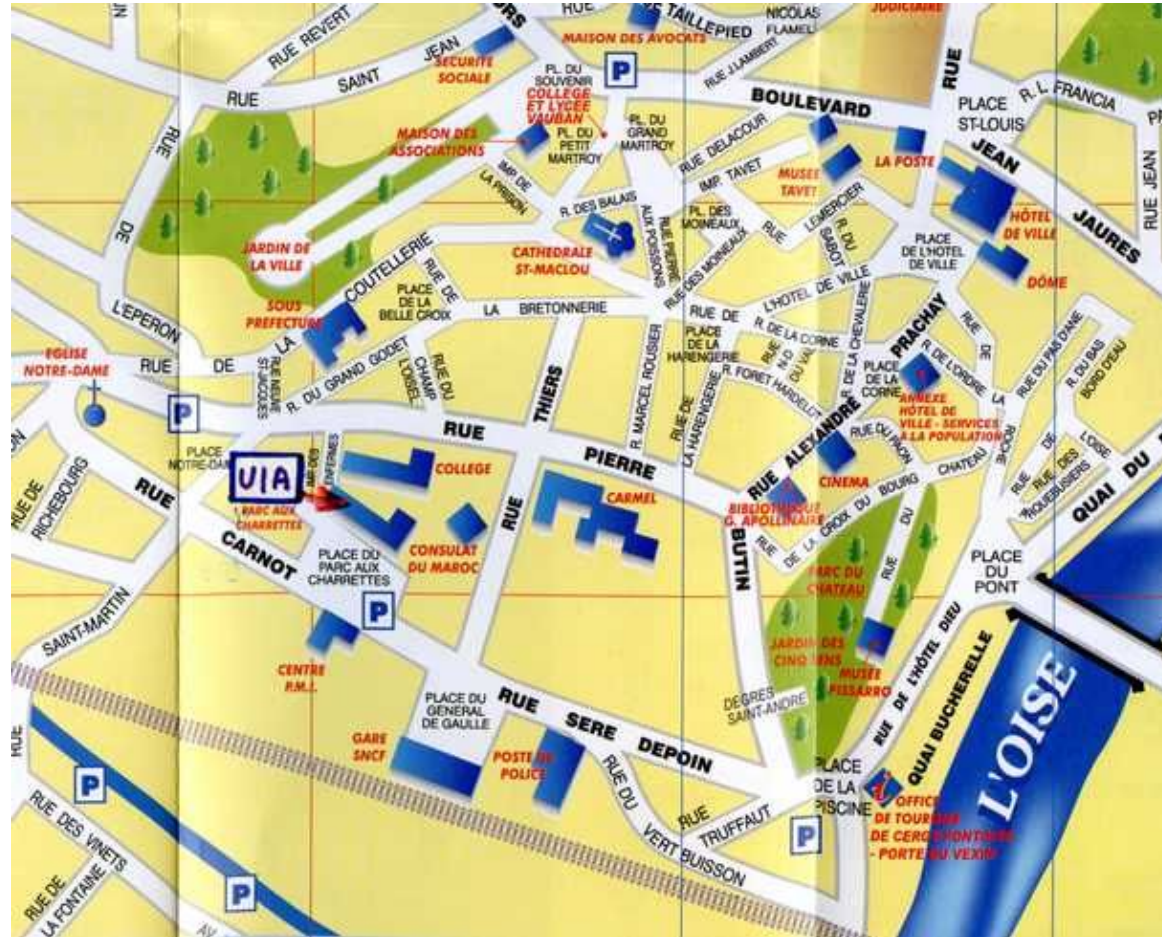 RUE REVERT
RUE
SAINT JEAN
SECURITE
SOCIALE
RUE
TAILLEPIED
MAISON DES AVOCATS
NICOLAS
FLAMEL
JUDICIAIRE
P
PL. DU
SOUVENIR
COLLEGE
ET LYCEE
VAUBAN
PL. DU
PETIT
MARTROY
PL. DU
GRAND
MARTROY
RUE J.LAMBERT
BOULEVARD
JEAN
JAURES
RUE
PLACE
ST-LOUIS
R. L. FRANCIA
RUE JEAN
RUE
DE
L'EPERON
MAISON DES
ASSOCIATIONS
IMP. DE
LA PRISON
R. DES BALAIS
RUE DELACOUR
IMP. TAVET
MUSEE
TAVET
LA POSTE
HÔTEL
DE VILLE
DÔME
PLACE
DE L'HOTEL
DE VILLE
RUE LEMERCIER
R. DU
SABOT
PL. DES
MOINEAUX
RUE DES MOINEAUX
RUE PIERRE
AUX POISSONS
CATHEDRALE
ST-MACLOU
JARDIN DE
LA VILLE
SOUS
PREFECTURE
RUE DE LA COUTELLERIE
PLACE
DE LA
BELLE CROIX
RUE DE
LA BRETONNERIE
RUE DE
L'HOTEL DE VILLE
R. DE LA CORNE
R. DE LA CHEVALERIE
PLACE
DE LA
HARENGERIE
RUE
N-D
DU VAL
R. FORET HARDELOT
PLACE
DE LA
CORNE
RUE ALEXANDRE PRACHAY
R. DE L'ORDRE
RUE DE LA ROCHE
RUE DU PAS D'ANE
R. DU BAS
BORD D'EAU
EGLISE
NOTRE-DAME
P
RUE NEUVE
ST-JACQUES
R. DU GRAND GODET
RUE DU
CHAMP
L'OISEL
RUE THIERS
R. MARCEL ROUSIER
RUE DE
LA HARENGERIE
ANNEXE
HÔTEL DE
VILLE - SERVICES
A LA POPULATION
RUE DU PAON
CINEMA
RUE PIERRE BUTIN
COLLEGE
CARMEL
BIBLIOTHEQUE
G. APOLLINAIRE
RUE DE LA CROIX DU BOURG
RUE DU CHATEAU
RUE DE L'OISE
RUE DES
QUAI DU
RUE DE
RICHEBOURG
PLACE
UIA
PARC AUX
CHARRETTES
RUE CARNOT
PLACE DU
PARC AUX
CHARRETTES
CONSULAT
DU MAROC
P
SAINT-MARTIN
CENTRE
P.M.I.
PARC DU
CHATEAU
JARDIN DES
CINQ SENS
MUSEE
PISSARRO
PLACE
DU
PONT
DEGRES
SAINT-ANDRE
RUE DE L'HÔTEL DIEU
QUAI BUCHERELLE
L'OISE
PLACE DU
GENERAL
DE GAULLE
RUE SERE DEPOIN
GARE
SNCF
POSTE DE
POLICE
RUE DU
VERT BUISSON
RUE
TRUFFAUT
PLACE
DE LA
PISCINE
P
OFFICE
DE TOURISME
DE CERGY-PONTOISE
- PORTE DU VEXIN
RUE
P
RUE DES VINETS
RUE DE
LA FONTAINE
P
AV.